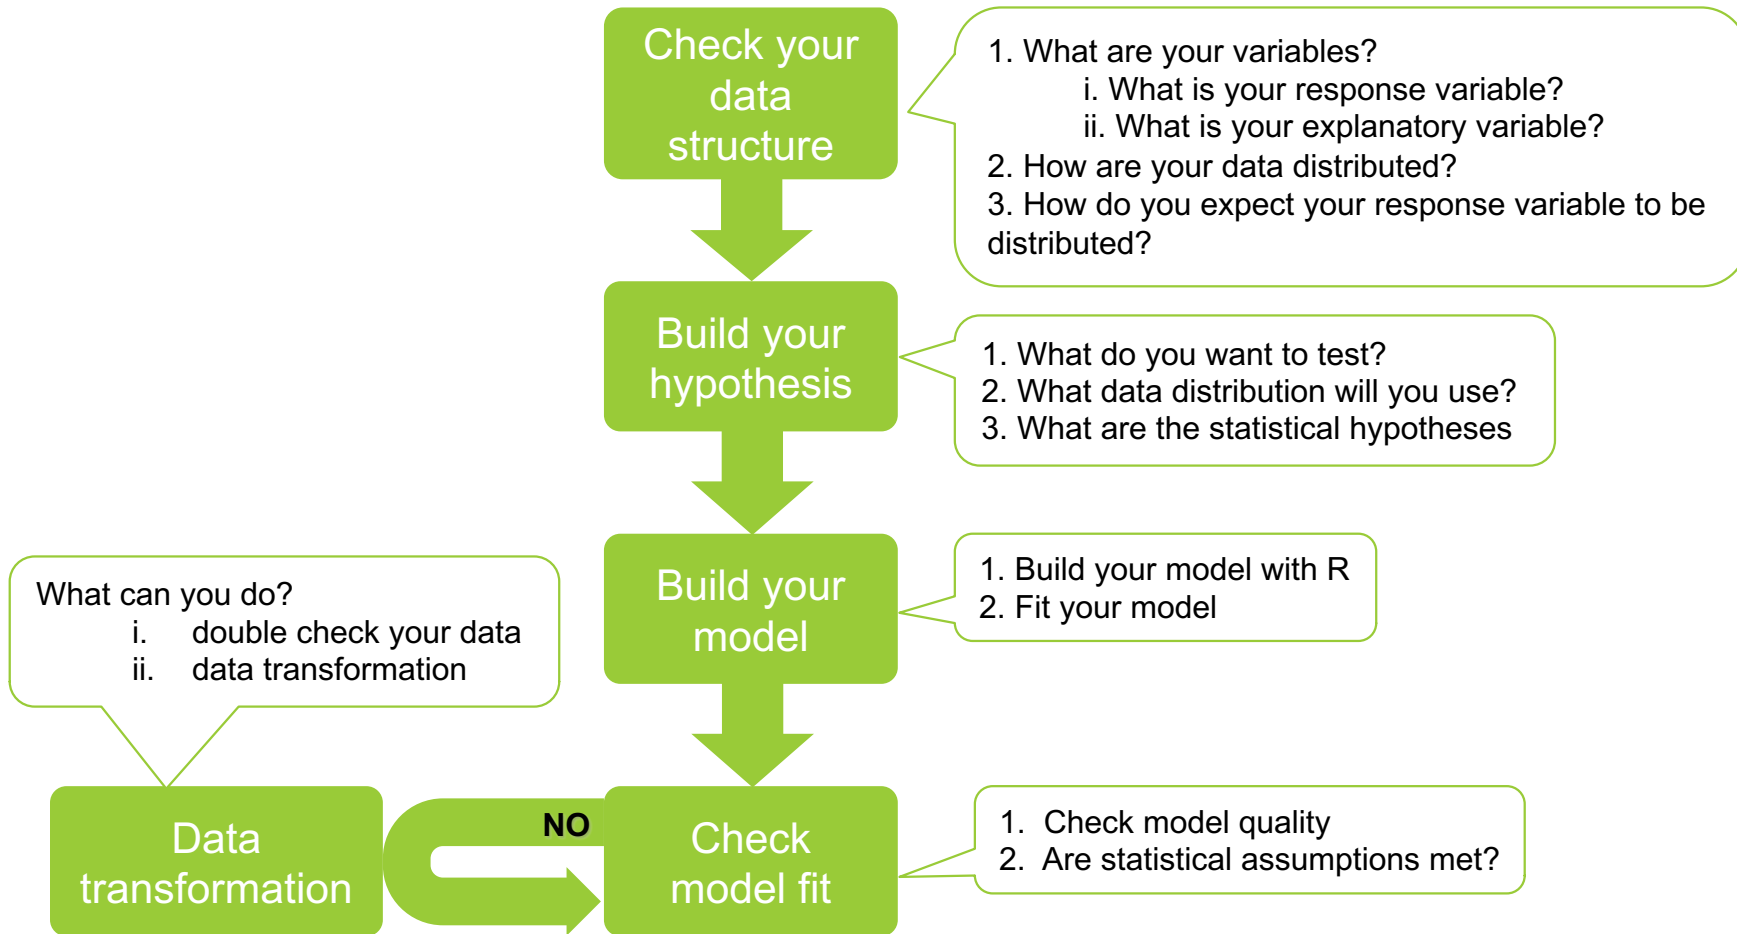 Check your
data
structure
1. What are your variables?
i. What is your response variable?
ii. What is your explanatory variable?
2. How are your data distributed?
3. How do you expect your response variable to be
distributed?
Build your
hypothesis
1. What do you want to test?
2. What data distribution will you use?
3. What are the statistical hypotheses
Build your
model
1. Build your model with R
2. Fit your model
What can you do?
i. double check your data
ii. data transformation
Data
transformation
NO
Check
model fit
1. Check model quality
2. Are statistical assumptions met?